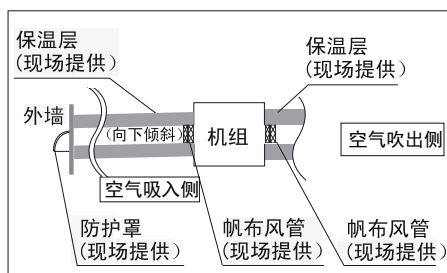 保温层
(现场提供)
保温层
(现场提供)
外墙
(向下倾斜)
机组
空气吹出侧
空气吸入侧
防护罩
(现场提供)
帆布风管
(现场提供)
帆布风管
(现场提供)